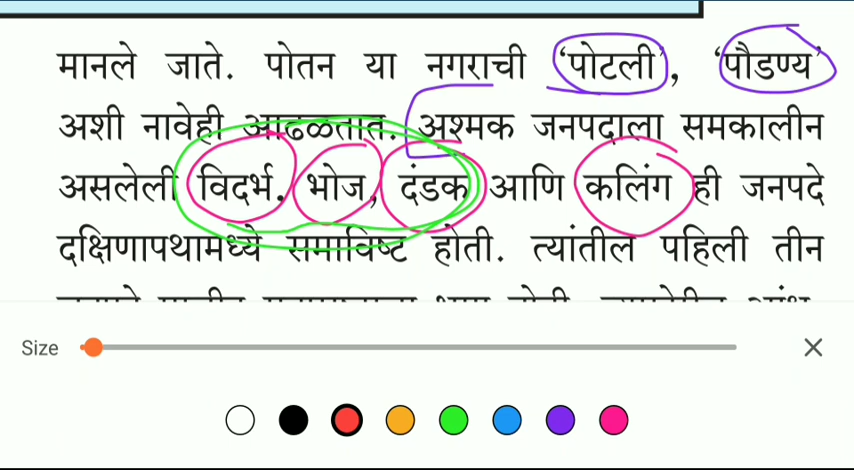 मानले जाते. पोतन या नगराची ‘पोटली’, ‘पौडण्य’
अशी नावेही आढळतात. अश्मक जनपदाला समकालीन
असलेली विदर्भ, भोज, दंडक आणि कलिंग ही जनपदे
दक्षिणापथामध्ये समाविष्ट होती. त्यांतील पहिली तीन
Size